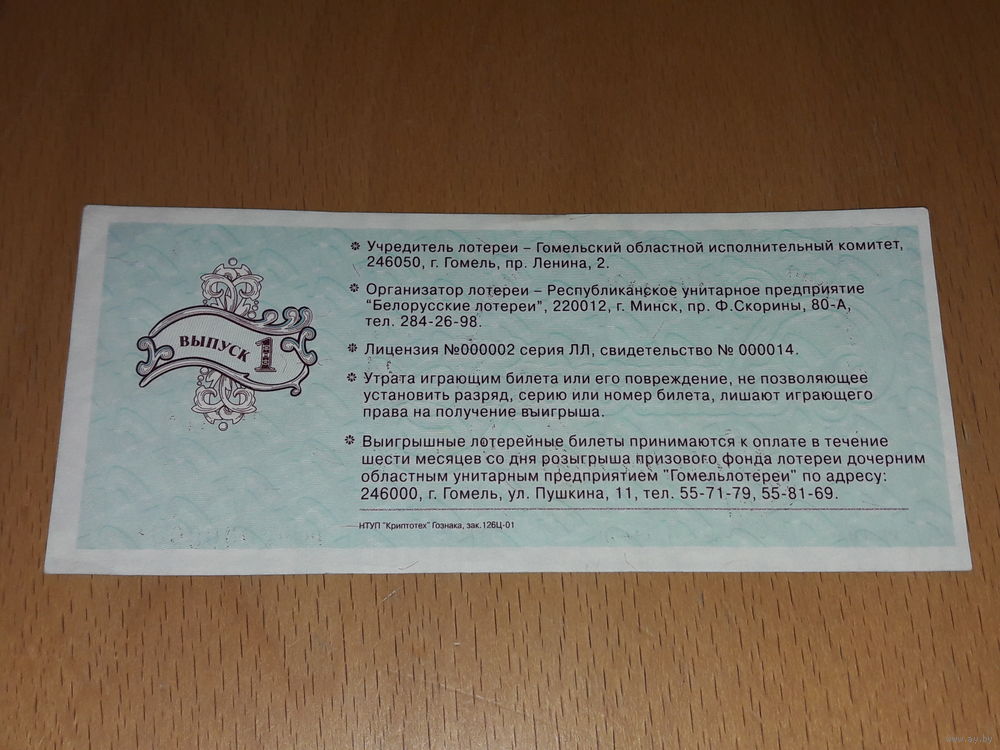 ВЫПУСК 1
Учредитель лотереи – Гомельский областной исполнительный комитет,
246050, г. Гомель, пр. Ленина, 2.
Организатор лотереи – Республиканское унитарное предприятие
"Белорусские лотереи", 220012, г. Минск, пр. Ф.Скорины, 80-А,
тел. 284-26-98.
Лицензия №000002 серия ЛЛ, свидетельство № 000014.
Утрата играющим билета или его повреждение, не позволяющее
установить разряд, серию или номер билета, лишают играющего
права на получение выигрыша.
Выигрышные лотерейные билеты принимаются к оплате в течение
шести месяцев со дня розыгрыша призового фонда лотереи дочерним
областным унитарным предприятием "Гомельлотереи" по адресу:
246000, г. Гомель, ул. Пушкина, 11, тел. 55-71-79, 55-81-69.
НТУП "Криптотех" Гознака, зак. 126Ц-01
www.ay.by